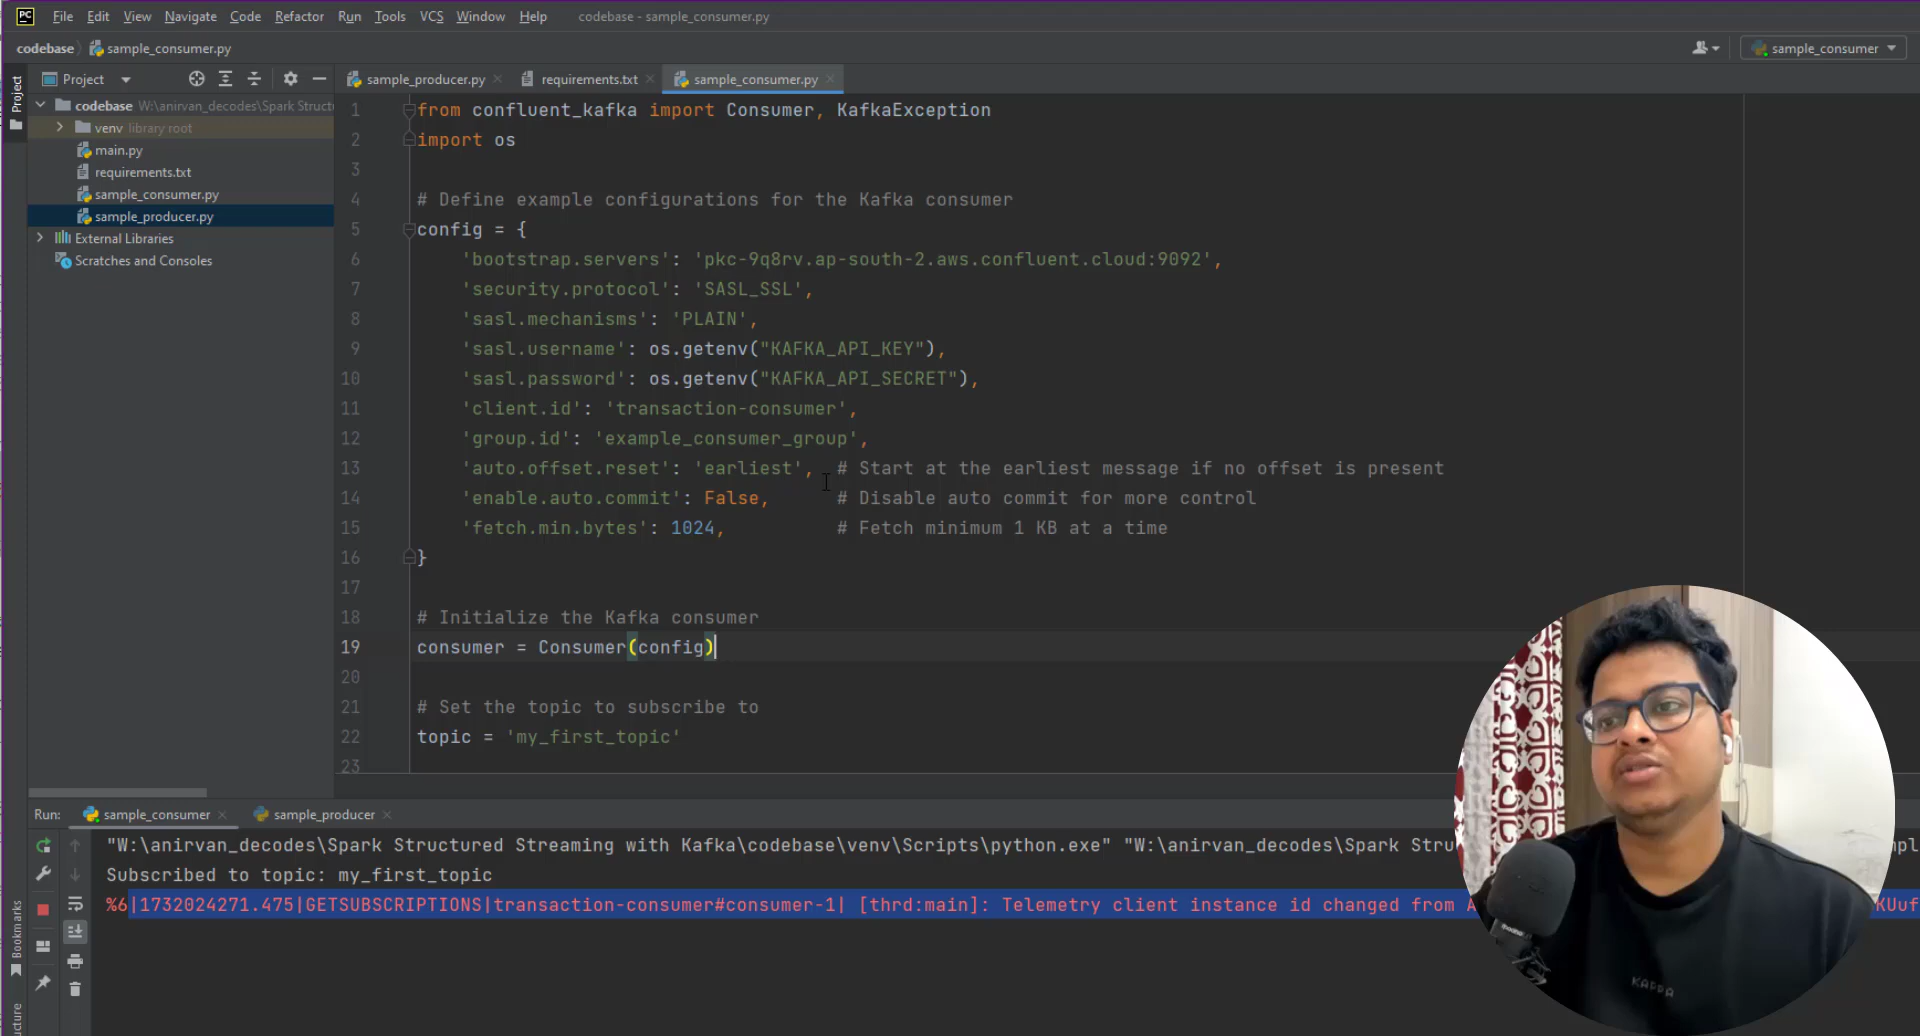 PC File Edit View Navigate Code Refactor Run Tools VCS Window Help codebase - sample_consumer.py
codebase sample_consumer.py sample_consumer
Project
Project sample_producer.py requirements.txt sample_consumer.py
codebase W:\anirvan_decodes\Spark Struct
venv library root
main.py
requirements.txt
sample_consumer.py
sample_producer.py
External Libraries
Scratches and Consoles
1 from confluent_kafka import Consumer, KafkaException
2 import os
3
4 # Define example configurations for the Kafka consumer
5 config = {
6 'bootstrap.servers': 'pkc-9q8rv.ap-south-2.aws.confluent.cloud:9092',
7 'security.protocol': 'SASL_SSL',
8 'sasl.mechanisms': 'PLAIN',
9 'sasl.username': os.getenv("KAFKA_API_KEY"),
10 'sasl.password': os.getenv("KAFKA_API_SECRET"),
11 'client.id': 'transaction-consumer',
12 'group.id': 'example_consumer_group',
13 'auto.offset.reset': 'earliest', # Start at the earliest message if no offset is present
14 'enable.auto.commit': False, # Disable auto commit for more control
15 'fetch.min.bytes': 1024, # Fetch minimum 1 KB at a time
16 }
17
18 # Initialize the Kafka consumer
19 consumer = Consumer(config)
20
21 # Set the topic to subscribe to
22 topic = 'my_first_topic'
23
Run: sample_consumer sample_producer
"W:\anirvan_decodes\Spark Structured Streaming with Kafka\codebase\venv\Scripts\python.exe" "W:\anirvan_decodes\Spark Stru mpl
Subscribed to topic: my_first_topic
%6|1732024271.475|GETSUBSCRIPTIONS|transaction-consumer#consumer-1| [thrd:main]: Telemetry client instance id changed from A KUuf
Bookmarks
ucture
KAPPA